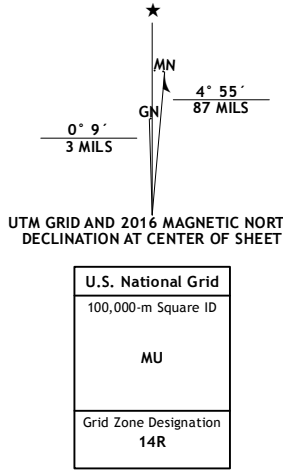 MN
GN
4° 55´
87 MILS
0° 9´
3 MILS
UTM GRID AND 2016 MAGNETIC NORT
DECLINATION AT CENTER OF SHEET
U.S. National Grid
100,000-m Square ID
MU
Grid Zone Designation
14R